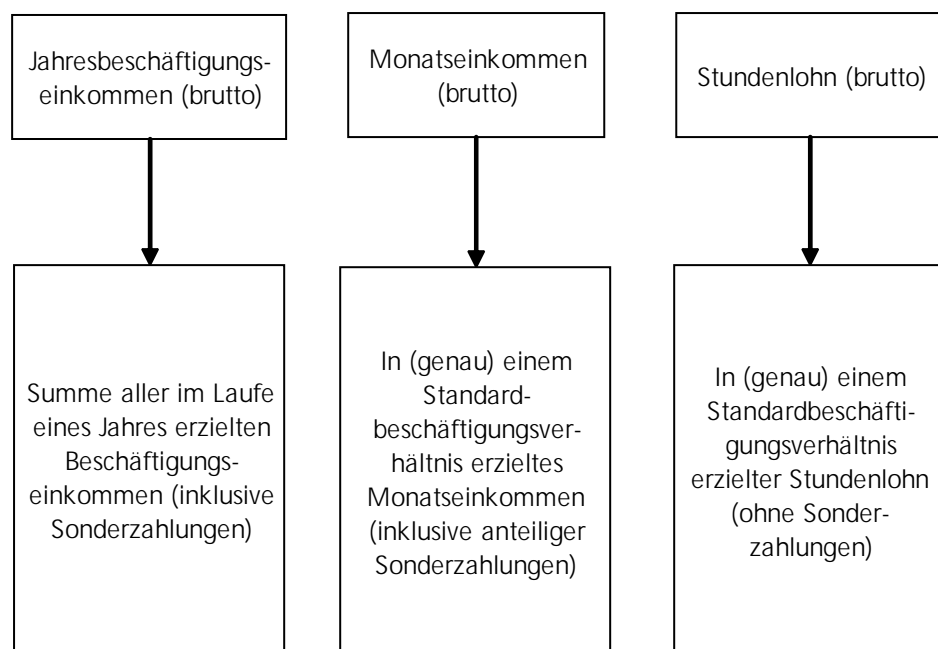 Jahresbeschäftigungs-
einkommen (brutto)
Monatseinkommen
(brutto)
Stundenlohn (brutto)
Summe aller im Laufe
eines Jahres erzielten
Beschäftigungs-
einkommen (inklusive
Sonderzahlungen)
In (genau) einem
Standard-
beschäftigungsver-
hältnis erzieltes
Monatseinkommen
(inklusive anteiliger
Sonderzahlungen)
In (genau) einem
Standardbeschäfti-
gungsverhältnis
erzielter Stundenlohn
(ohne Sonder-
zahlungen)